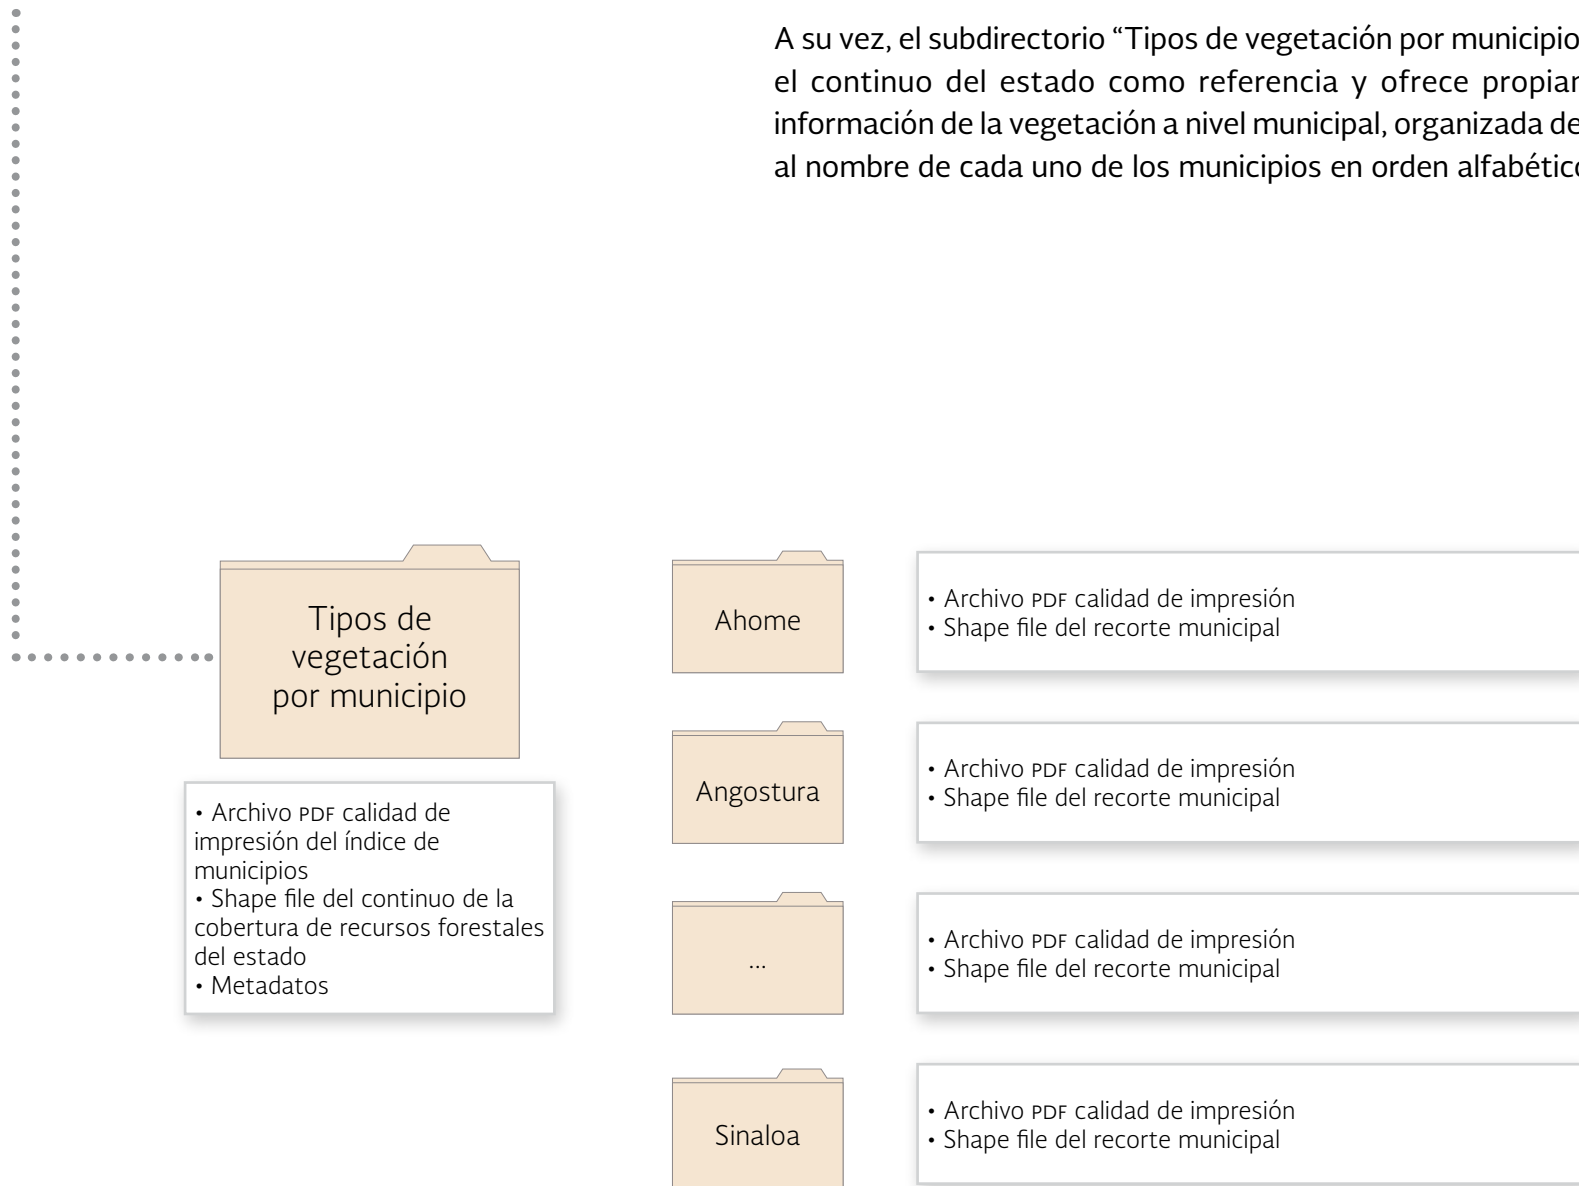 A su vez, el subdirectorio “Tipos de vegetación por municipio
el continuo del estado como referencia y ofrece
información de la vegetación a nivel municipal, organizada
al nombre de cada uno de los municipios en orden
Tipos de
vegetación
por municipio
• Archivo PDF calidad de
impresión del índice de
municipios
• Shape file del continuo de la
cobertura de recursos forestales
del estado
• Metadatos
Ahome
• Archivo PDF calidad de impresión
• Shape file del recorte municipal
Angostura
• Archivo PDF calidad de impresión
• Shape file del recorte municipal
...
• Archivo PDF calidad de impresión
• Shape file del recorte municipal
Sinaloa
• Archivo PDF calidad de impresión
• Shape file del recorte municipal